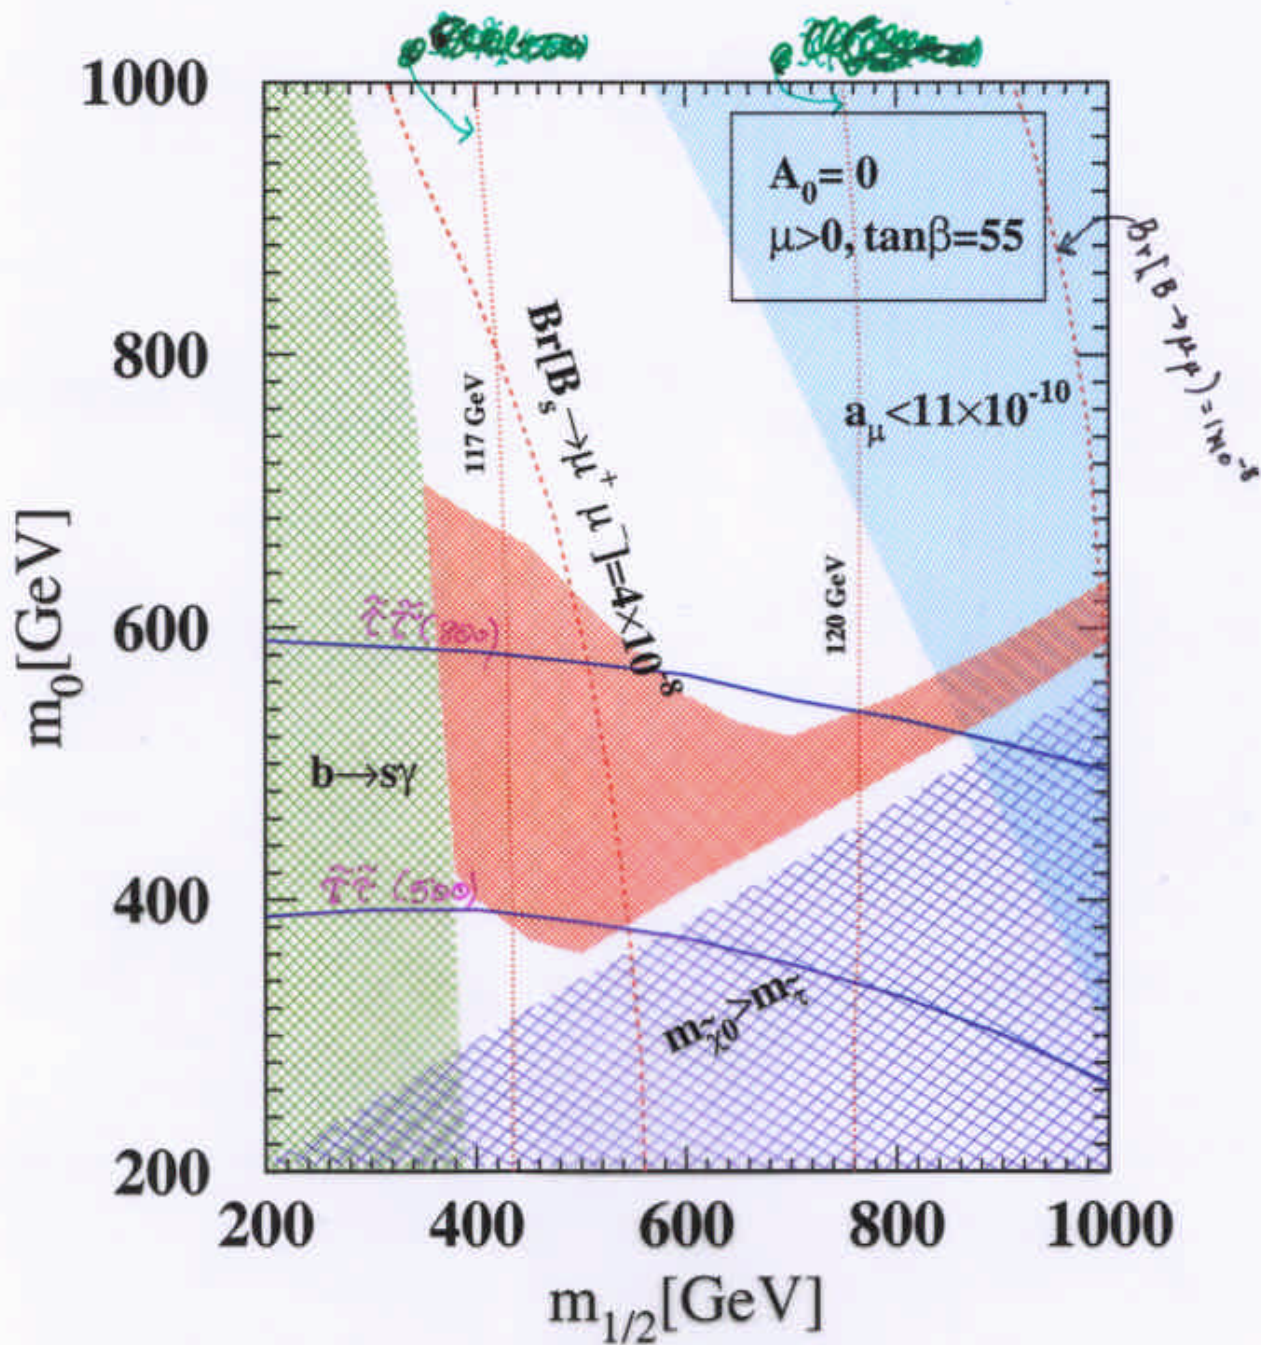 1000
800
600
400
200
200 400 600 800 1000
m₀[GeV]
m₁/₂[GeV]
A₀= 0
μ>0, tanβ=55
a_μ<11×10⁻¹⁰
Br[B_s→μ⁺ μ⁻]=4×10⁻⁸
Br[B→μμ)=1×10⁻⁸
117 GeV
120 GeV
τ̃ τ̃ (800)
b→sγ
τ̃ τ̃ (500)
m_χ̃0>m_τ̃